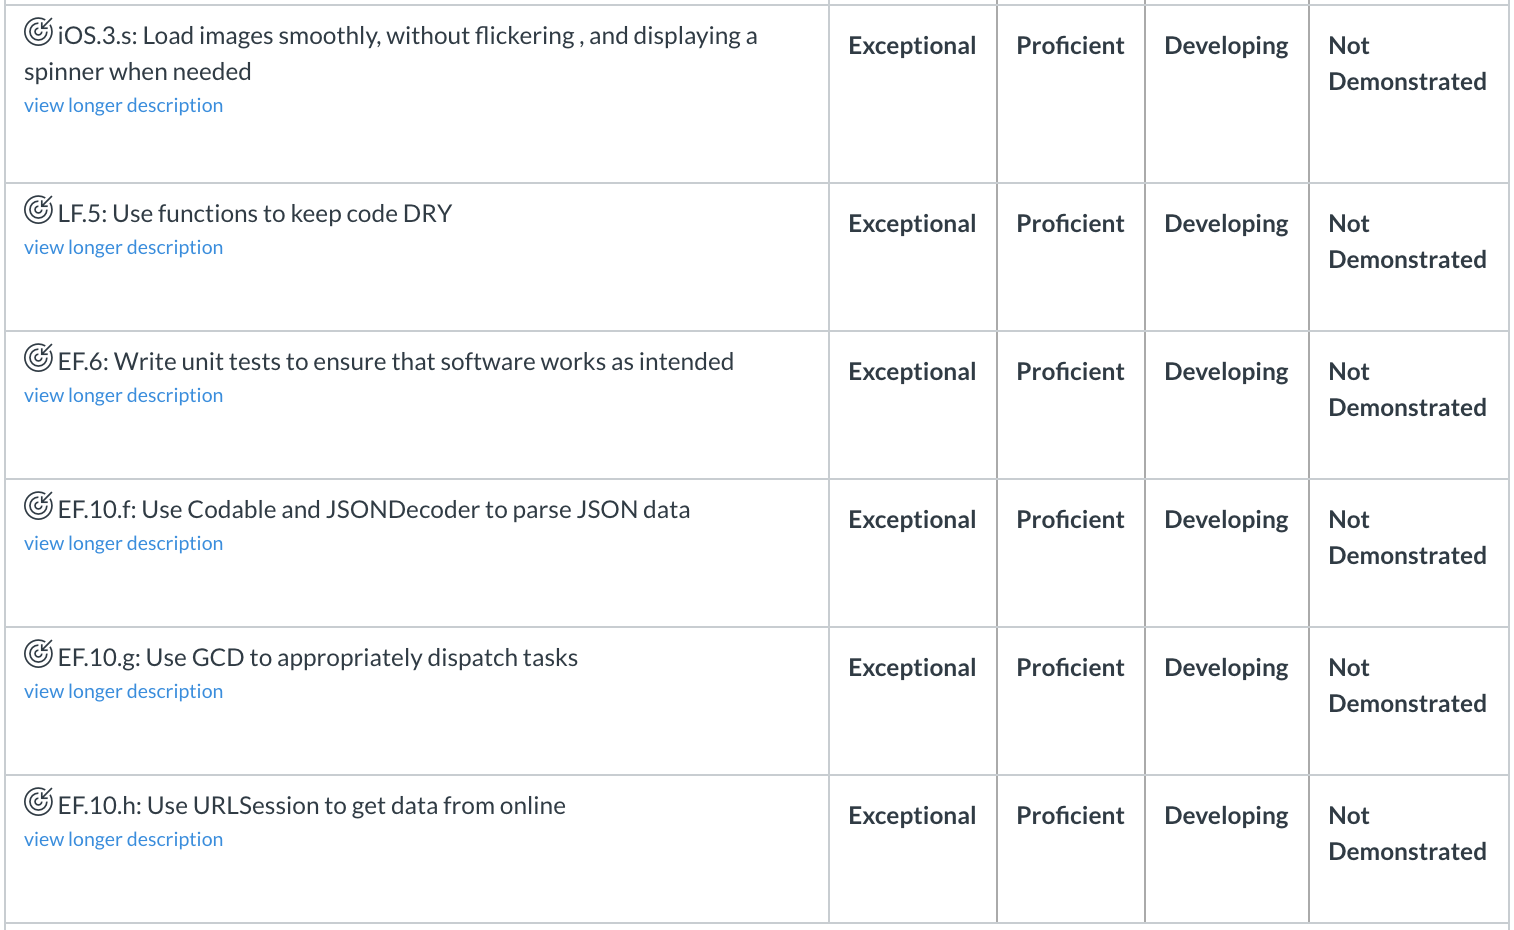 iOS.3.s: Load images smoothly, without flickering , and displaying a
spinner when needed
view longer description
Exceptional
Proficient
Developing
Not
Demonstrated
LF.5: Use functions to keep code DRY
view longer description
Exceptional
Proficient
Developing
Not
Demonstrated
EF.6: Write unit tests to ensure that software works as intended
view longer description
Exceptional
Proficient
Developing
Not
Demonstrated
EF.10.f: Use Codable and JSONDecoder to parse JSON data
view longer description
Exceptional
Proficient
Developing
Not
Demonstrated
EF.10.g: Use GCD to appropriately dispatch tasks
view longer description
Exceptional
Proficient
Developing
Not
Demonstrated
EF.10.h: Use URLSession to get data from online
view longer description
Exceptional
Proficient
Developing
Not
Demonstrated